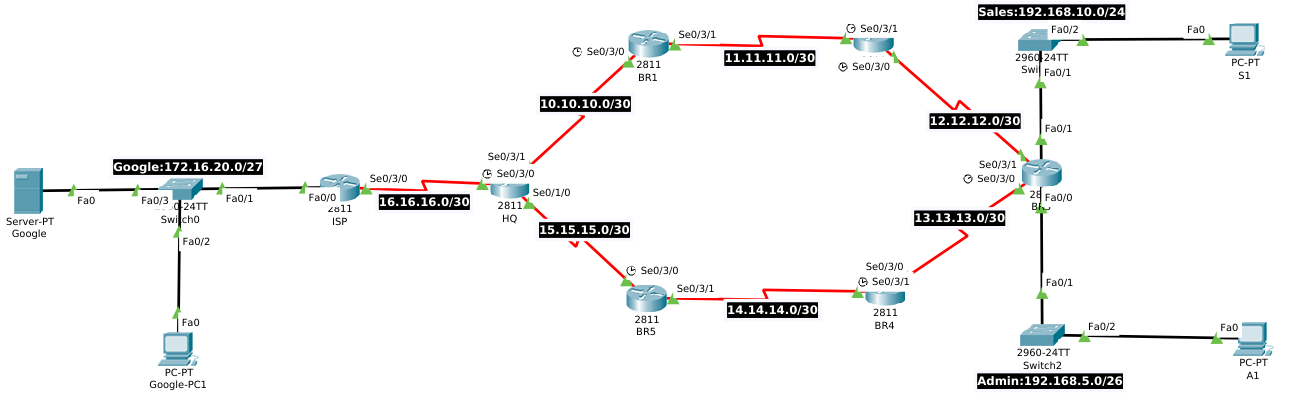 Sales:192.168.10.0/24
Fa0/2
Fa0
2960-24TT
Fa0/1
PC-PT
S1
Se0/3/0
Se0/3/1
2811
BR1
11.11.11.0/30
Se0/3/1
Se0/3/0
10.10.10.0/30
12.12.12.0/30
Fa0/1
Se0/3/1
Se0/3/0
Fa0/0
13.13.13.0/30
Google:172.16.20.0/27
Fa0
Fa0/3
Fa0/1
Fa0/0
Server-PT
Google
Switch0
Fa0/2
Se0/3/0
2811
ISP
16.16.16.0/30
Se0/3/1
Se0/3/0
Se0/1/0
2811
HQ
15.15.15.0/30
Se0/3/0
Se0/3/1
2811
BR5
14.14.14.0/30
Se0/3/0
Se0/3/1
2811
BR4
Fa0
PC-PT
Google-PC1
Fa0/1
Fa0/2
Fa0
2960-24TT
Switch2
PC-PT
A1
Admin:192.168.5.0/26